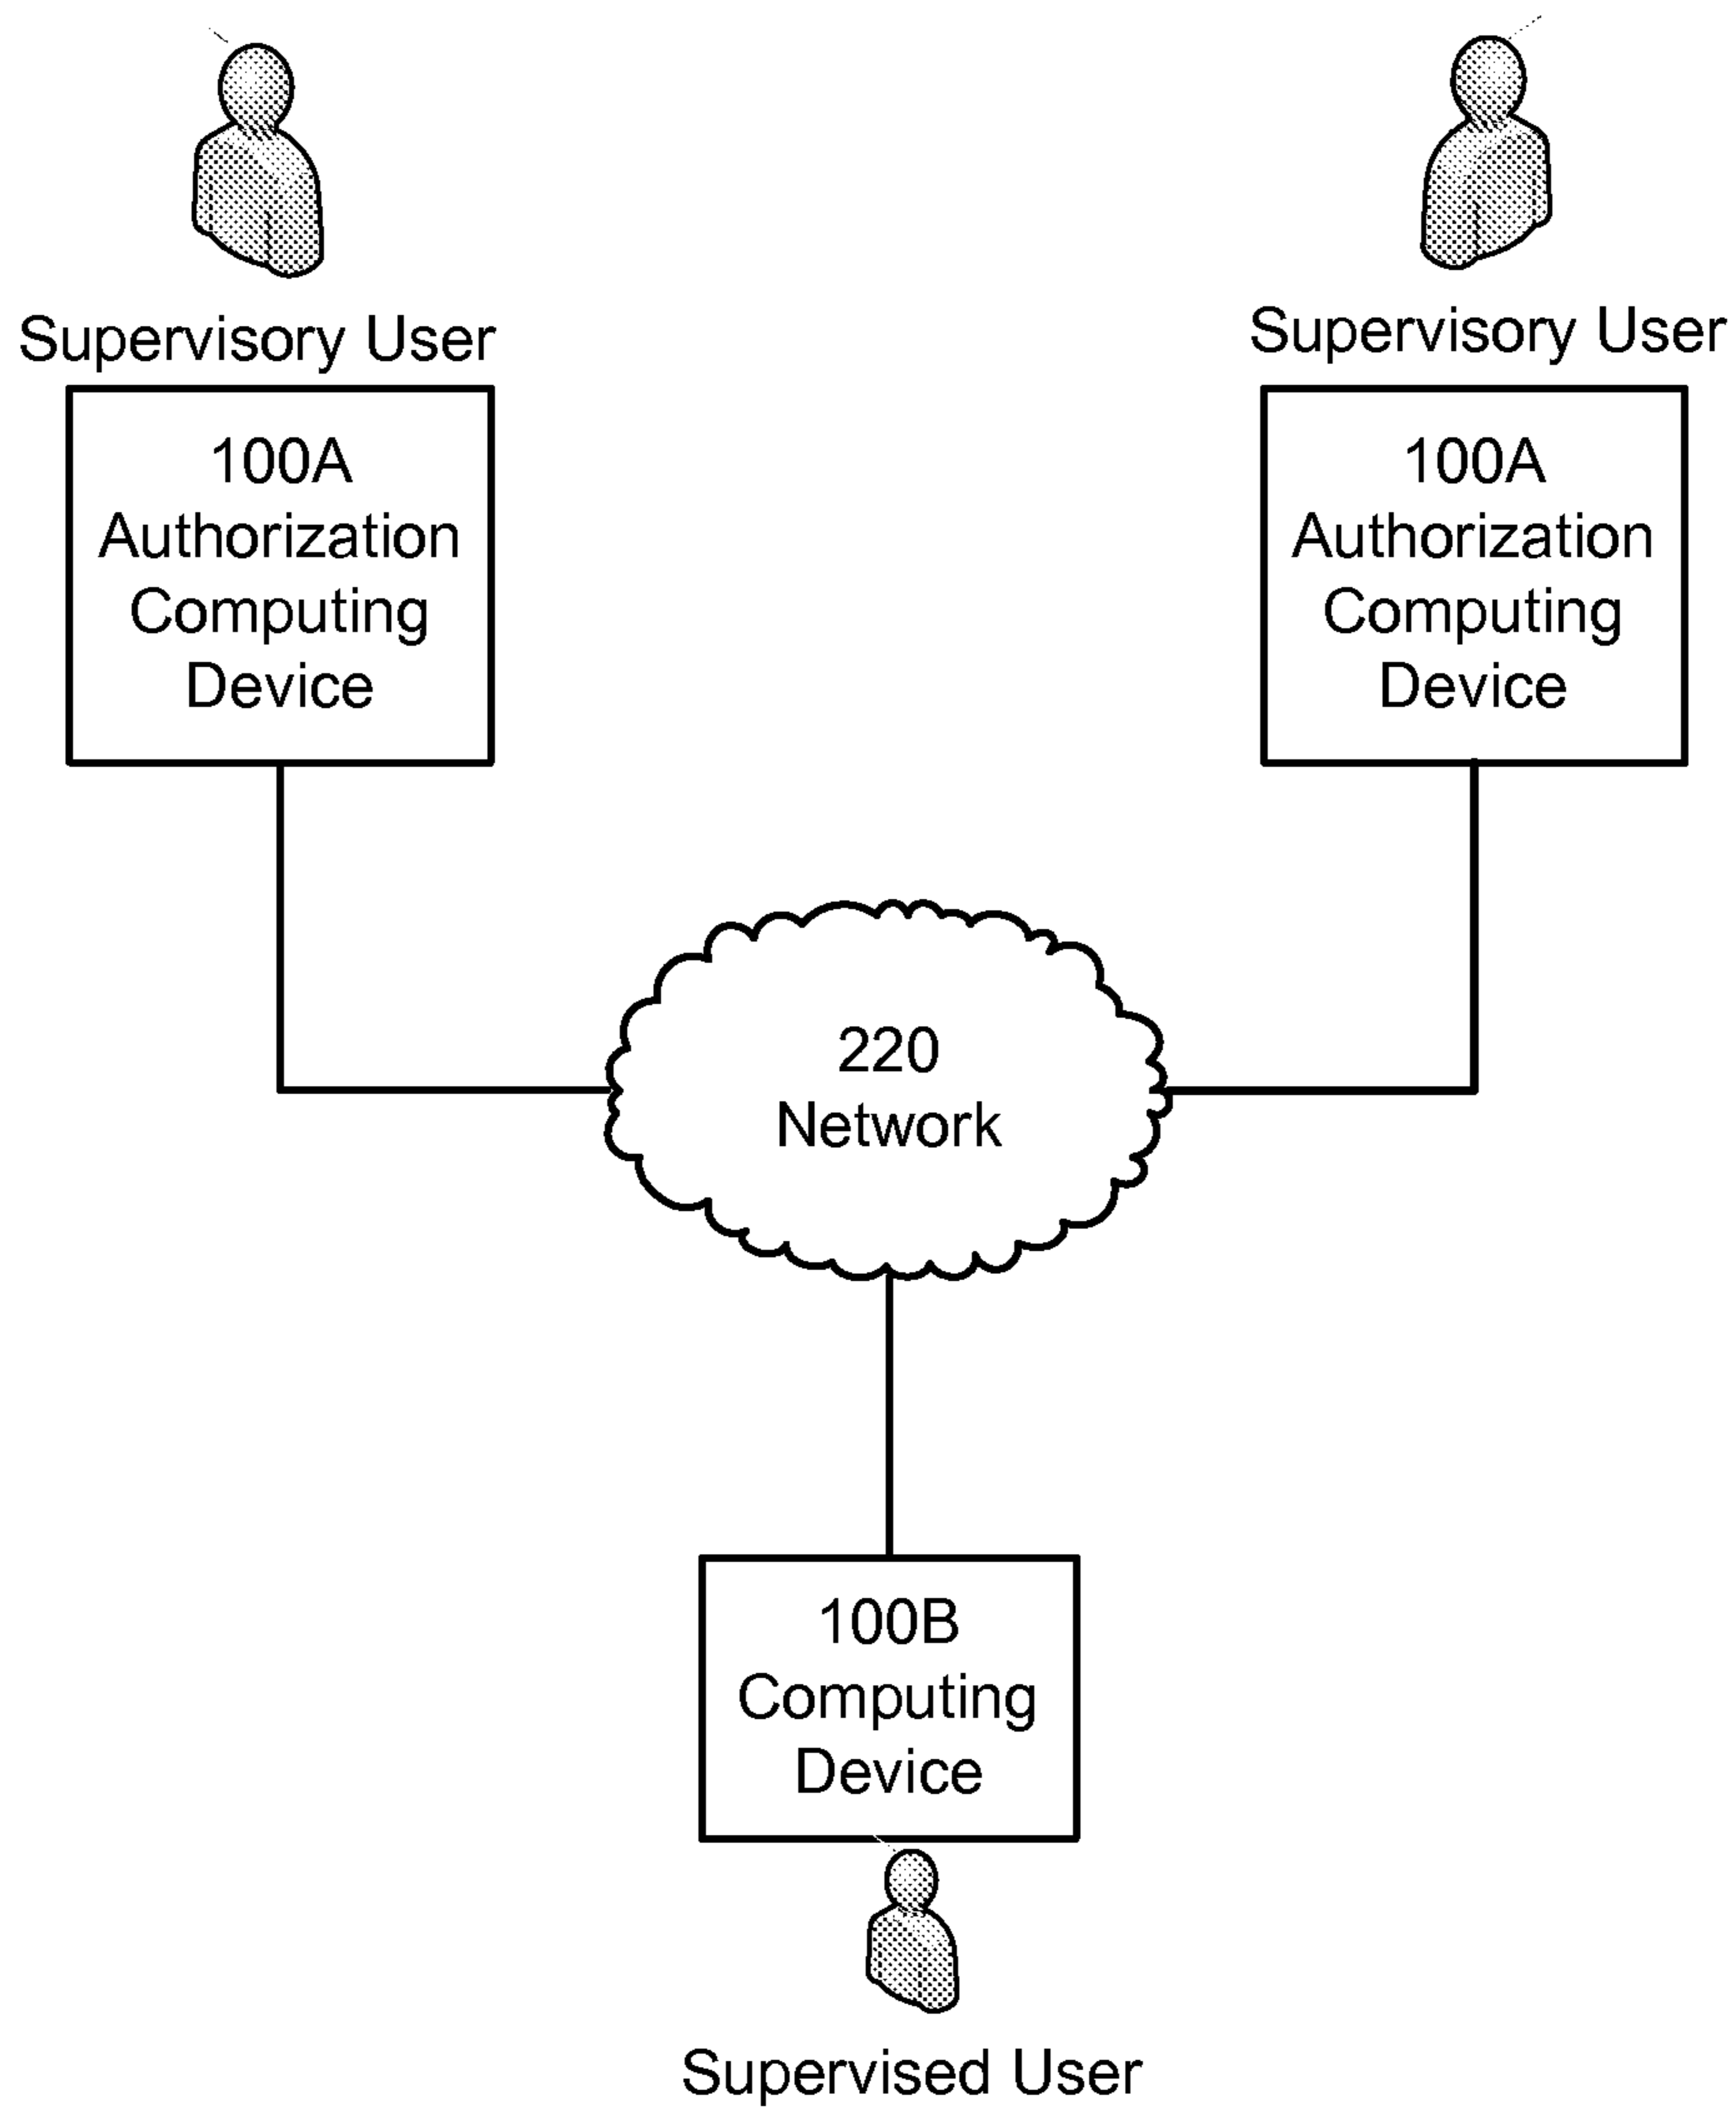 Supervisory User
Supervisory User
100A
Authorization
Computing
Device
100A
Authorization
Computing
Device
220
Network
100B
Computing
Device
Supervised User